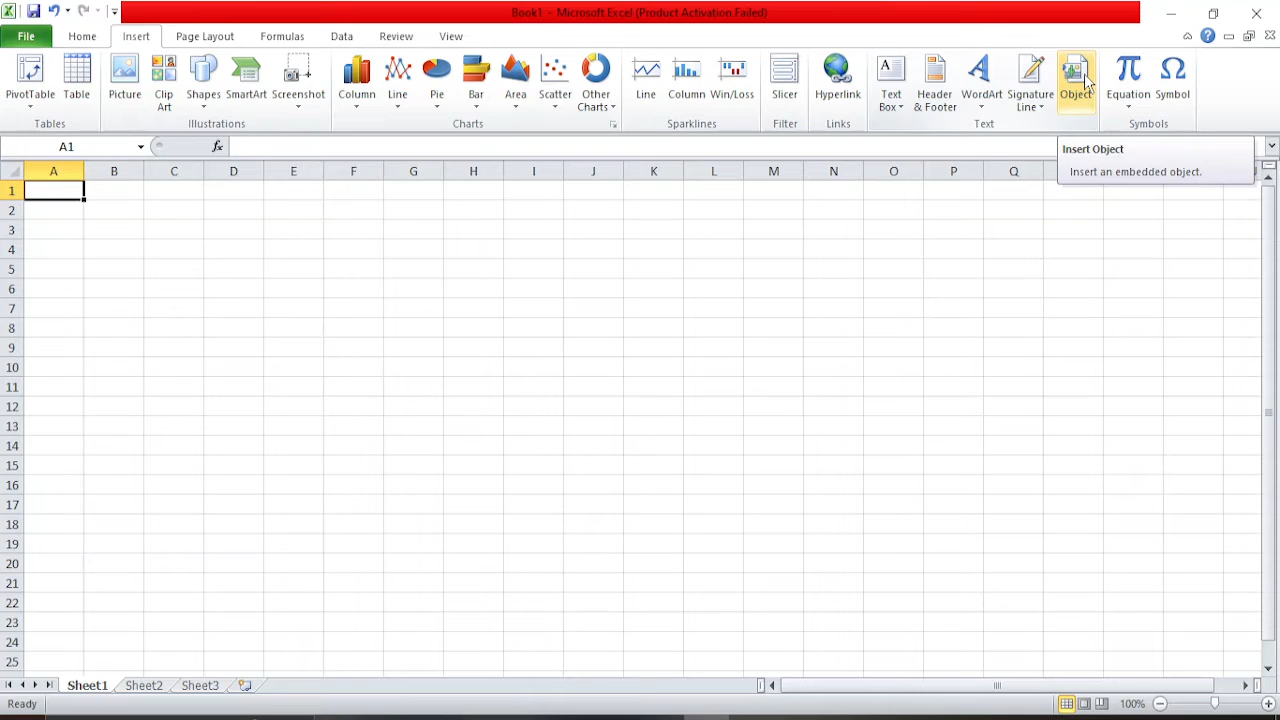 Book1 - Microsoft Excel (Product Activation Failed)
File Home Insert Page Layout Formulas Data Review View
PivotTable Table Picture Clip Art Shapes SmartArt Screenshot Column Line Pie Bar Area Scatter Other Charts Line Column Win/Loss Slicer Hyperlink Text Box Header & Footer WordArt Signature Line Object Equation Symbol
Tables Illustrations Charts Sparklines Filter Links Text Symbols
A1 fx
Insert Object
Insert an embedded object.
A B C D E F G H I J K L M N O P Q
1
2
3
4
5
6
7
8
9
10
11
12
13
14
15
16
17
18
19
20
21
22
23
24
25
Sheet1 Sheet2 Sheet3
Ready 100%